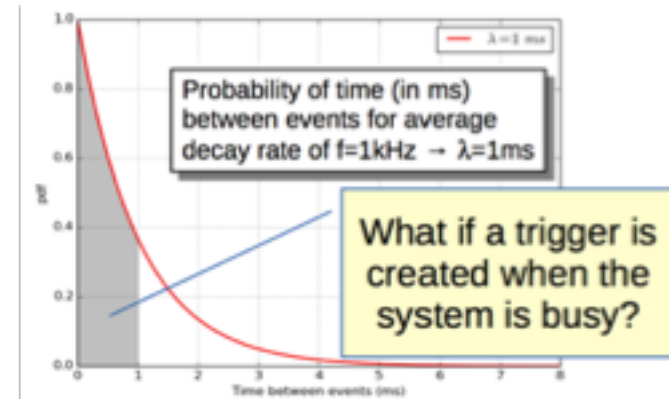 1.0
λ=1 ms
0.8
Probability of time (in ms)
between events for average
decay rate of f=1kHz → λ=1ms
0.6
pdf
0.4
What if a trigger is
created when the
system is busy?
0.2
0.0
0 1 2 3 4 5 6 7 8
Time between events (ms)